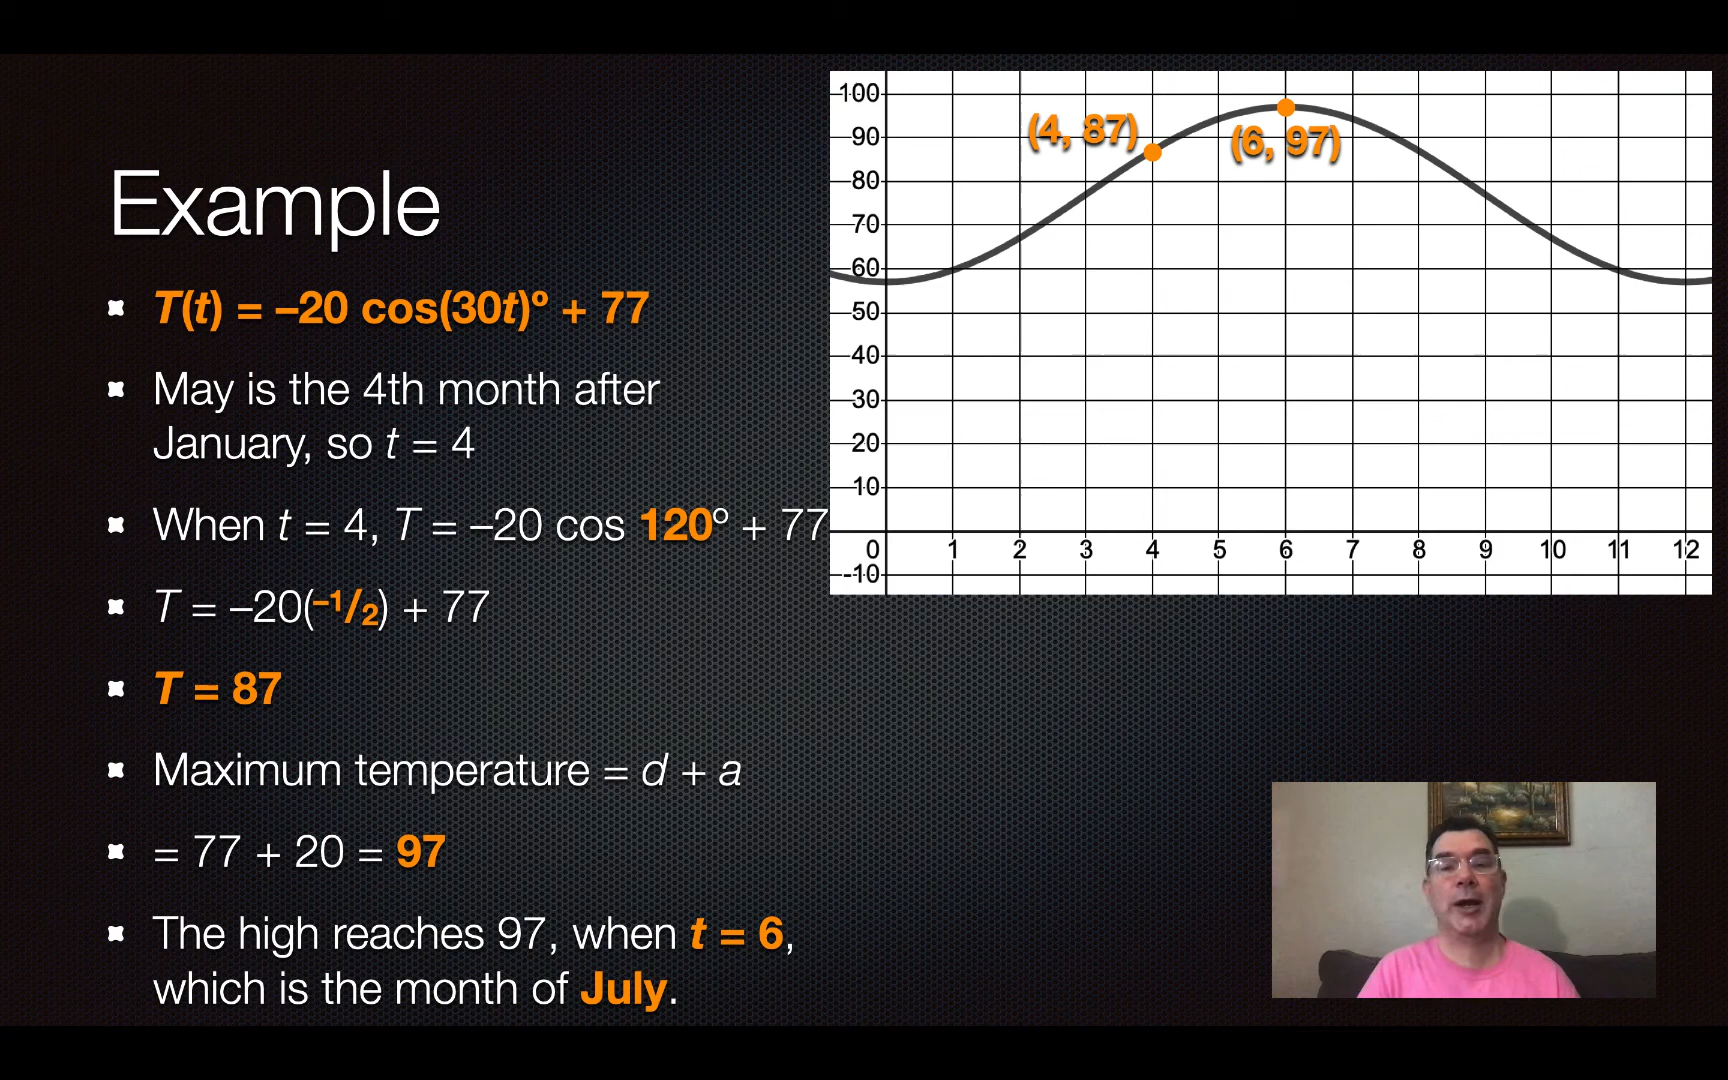 Example
T(t) = –20 cos(30t)º + 77
May is the 4th month after
January, so t = 4
When t = 4, T = –20 cos 120º + 77
T = –20(–1/2) + 77
T = 87
Maximum temperature = d + a
= 77 + 20 = 97
The high reaches 97, when t = 6,
which is the month of July.
100
90
80
70
60
50
40
30
20
10
0
-10
1 2 3 4 5 6 7 8 9 10 11 12
(4, 87)
(6, 97)